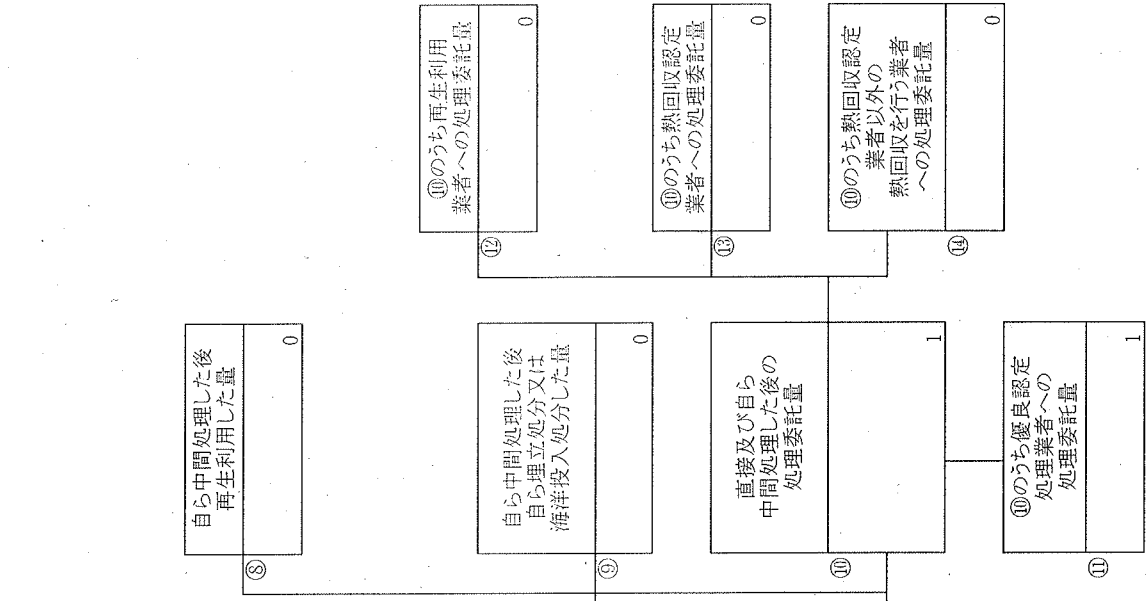 ⑧
自ら中間処理した後
再生利用した量
0
⑨
自ら中間処理した後
自ら埋立処分又は
海洋投入処分した量
0
⑩
直接及び自ら
中間処理した後の
処理委託量
1
⑪
⑩のうち優良認定
処理業者への
処理委託量
1
⑫
⑩のうち再生利用
業者への処理委託量
0
⑬
⑩のうち熱回収認定
業者への処理委託量
0
⑭
⑩のうち熱回収認定
業者以外の
熱回収を行う業者
への処理委託量
0